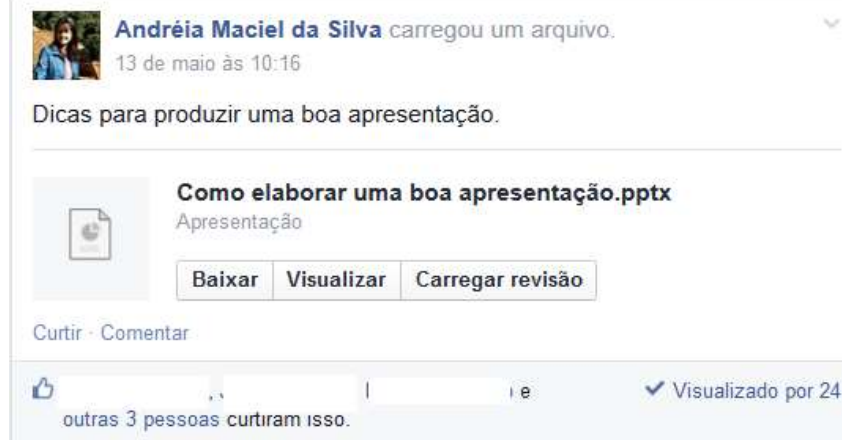 Andréia Maciel da Silva carregou um arquivo.
13 de maio às 10:16
Dicas para produzir uma boa apresentação.
Como elaborar uma boa apresentação.pptx
Apresentação
Baixar Visualizar Carregar revisão
Curtir · Comentar
e ✔ Visualizado por 24
outras 3 pessoas curtiram isso.